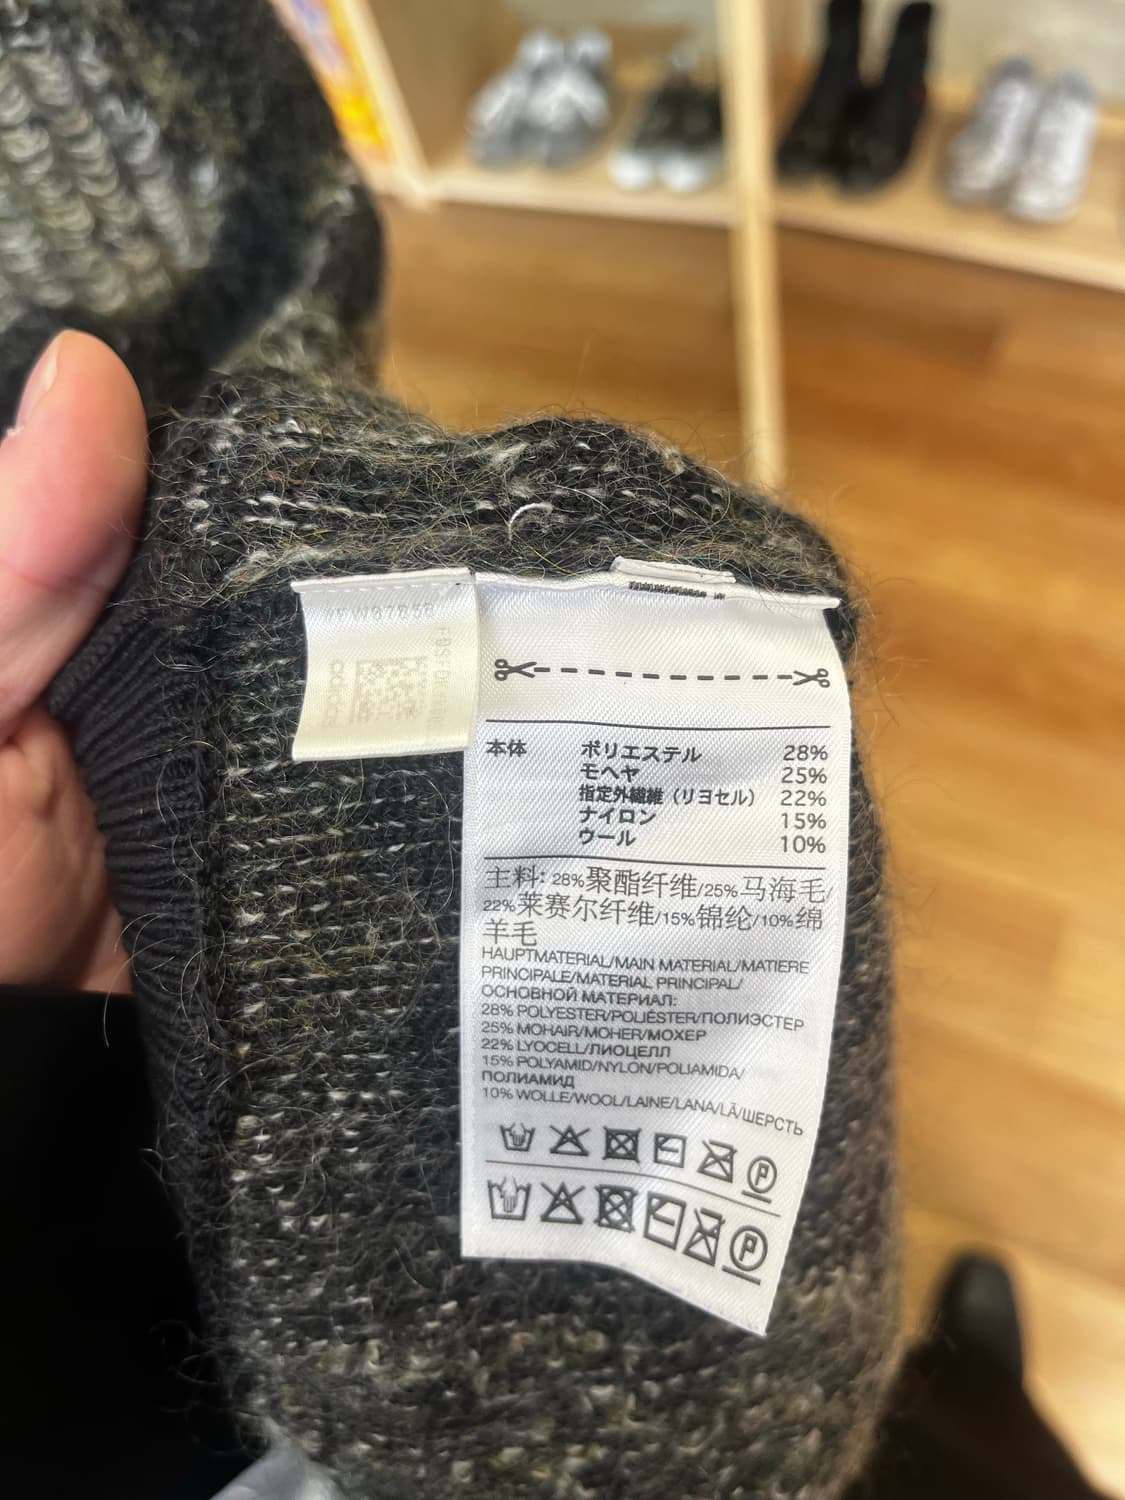 adidas
本体 ポリエステル 28%
モヘヤ 25%
指定外繊維（リヨセル） 22%
ナイロン 15%
ウール 10%
主料: 28%聚酯纤维/25%马海毛/
22%莱赛尔纤维/15%锦纶/10%绵
羊毛
HAUPTMATERIAL/MAIN MATERIAL/MATIERE
PRINCIPALE/MATERIAL PRINCIPAL/
ОСНОВНОЙ МАТЕРИАЛ:
28% POLYESTER/POLIÉSTER/ПОЛИЭСТЕР
25% MOHAIR/MOHER/МОХЕР
22% LYOCELL/ЛИОЦЕЛЛ
15% POLYAMID/NYLON/POLIAMIDA/
ПОЛИАМИД
10% WOLLE/WOOL/LAINE/LANA/LÃ/ШЕРСТЬ
P
P